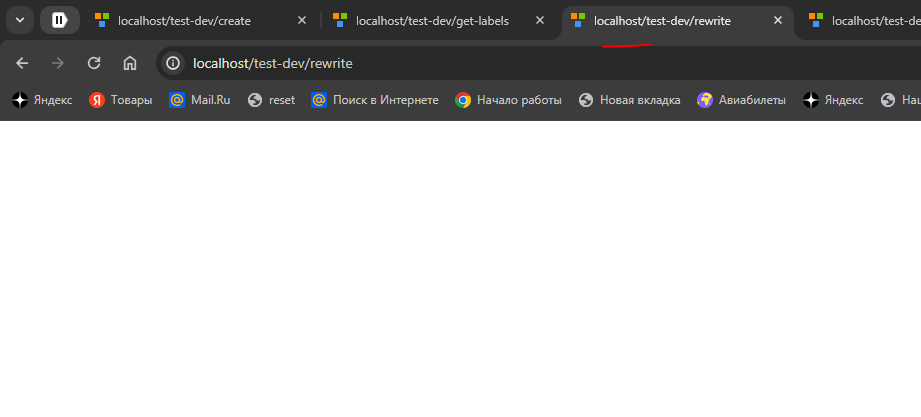 localhost/test-dev/create
localhost/test-dev/get-labels
localhost/test-dev/rewrite
localhost/test-de
localhost/test-dev/rewrite
Яндекс
Товары
Mail.Ru
reset
Поиск в Интернете
Начало работы
Новая вкладка
Авиабилеты
Яндекс
Нац